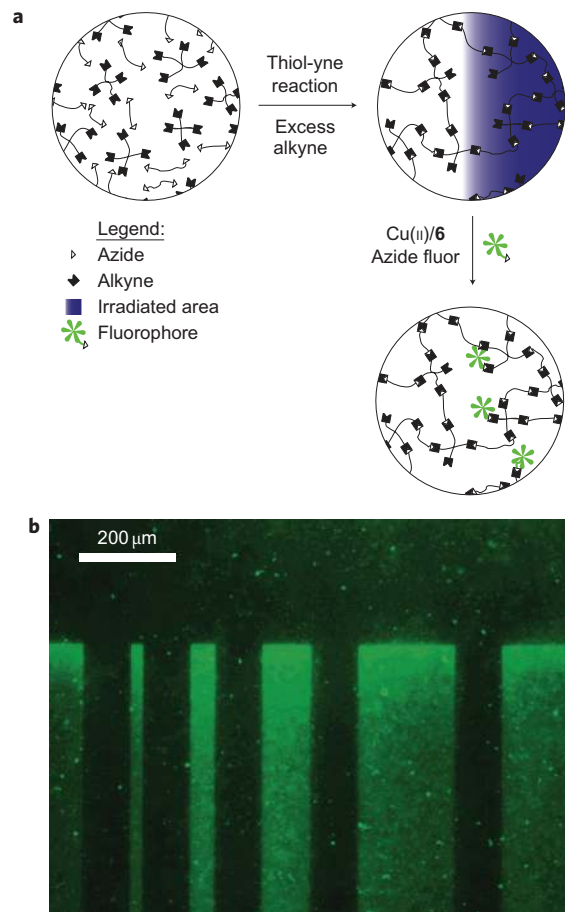 a
Thiol-yne
reaction
Excess
alkyne
Legend:
Azide
Alkyne
Irradiated area
Fluorophore
Cu(II)/6
Azide fluor
b
200 μm